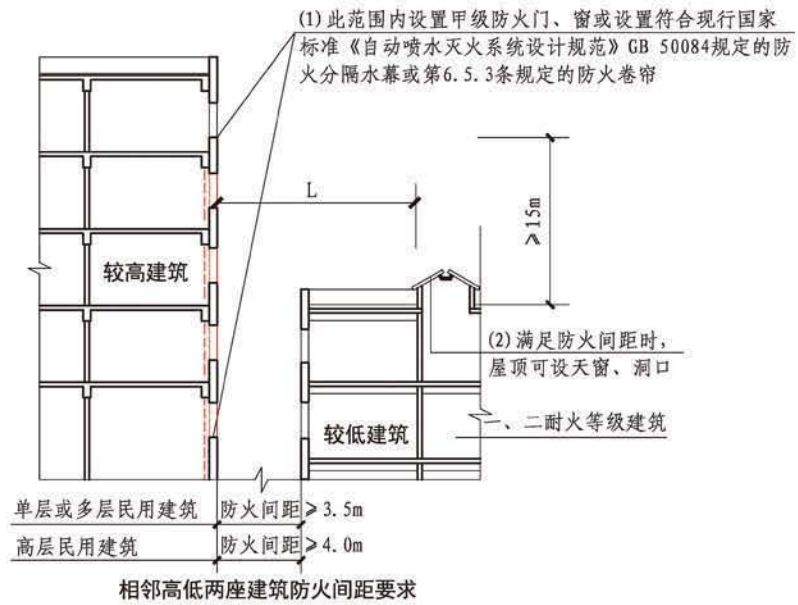 (1) 此范围内设置甲级防火门、窗或设置符合现行国家
标准《自动喷水灭火系统设计规范》GB 50084规定的防
火分隔水幕或第6.5.3条规定的防火卷帘
L
≥15m
较高建筑
(2) 满足防火间距时,
屋顶可设天窗、洞口
较低建筑
一、二耐火等级建筑
单层或多层民用建筑 防火间距≥3.5m
高层民用建筑 防火间距≥4.0m
相邻高低两座建筑防火间距要求